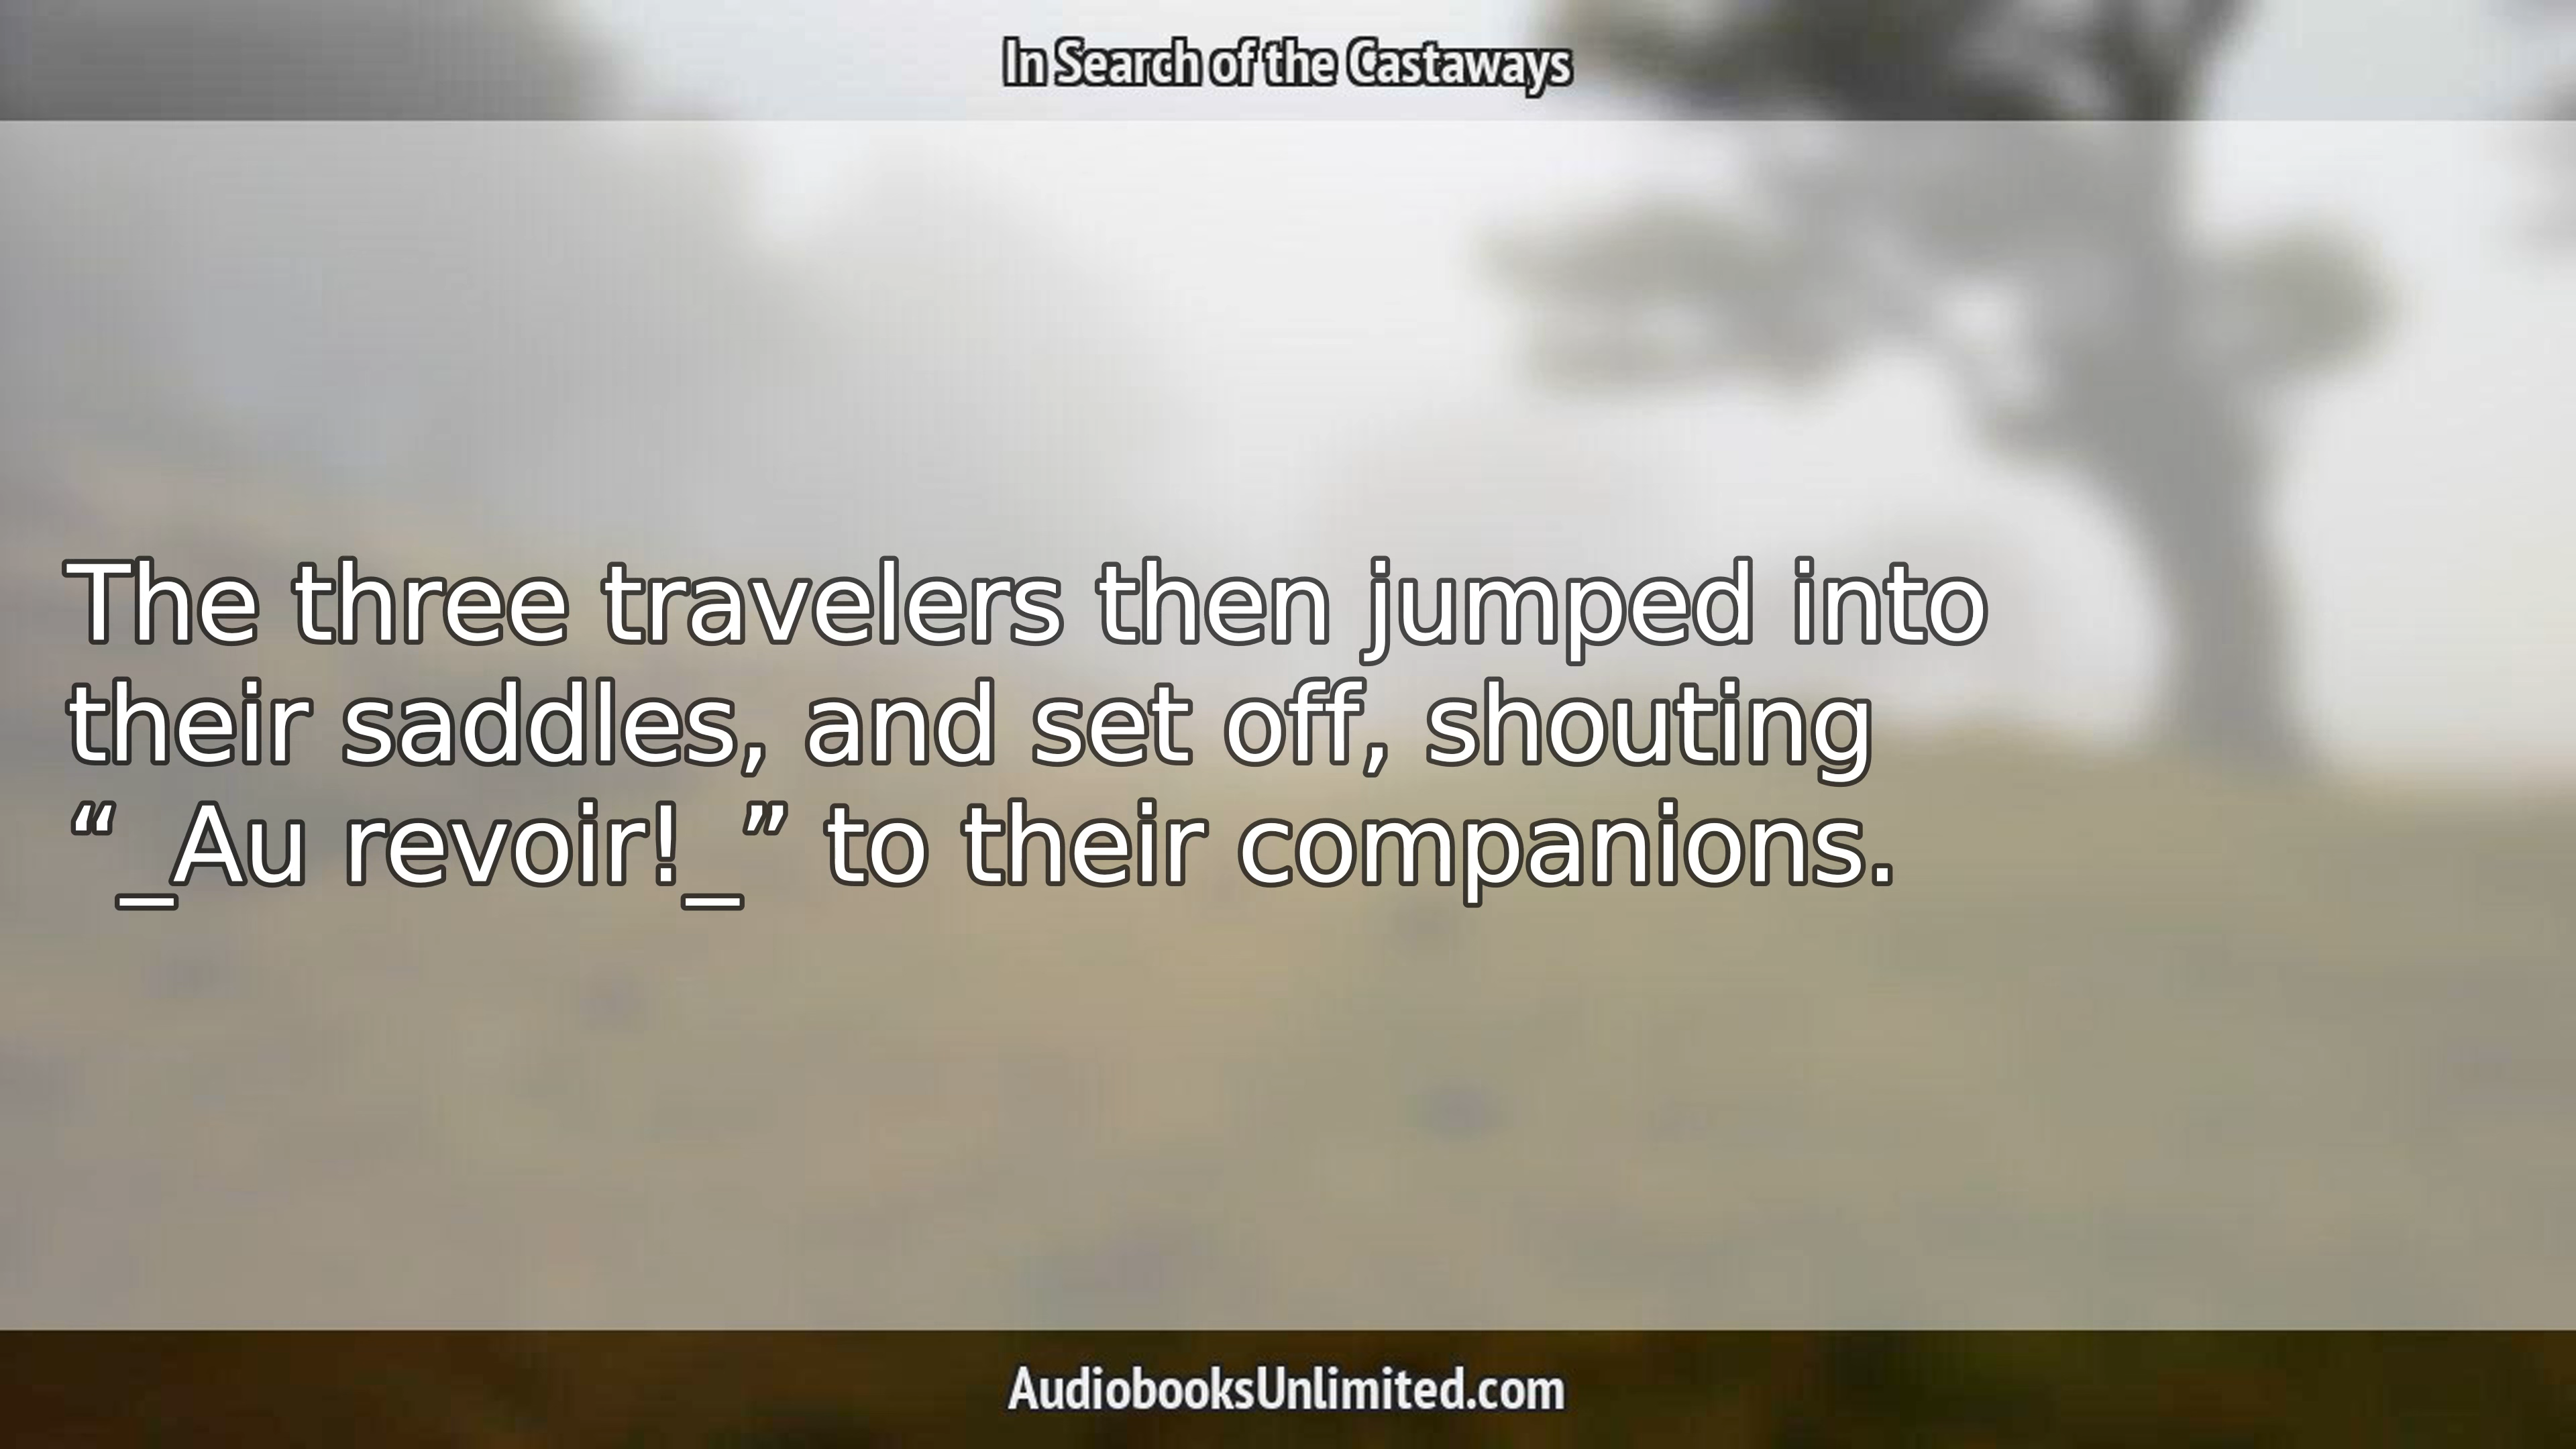 In Search of the Castaways
The three travelers then jumped into
their saddles, and set off, shouting
“_Au revoir!_” to their companions.
AudiobooksUnlimited.com